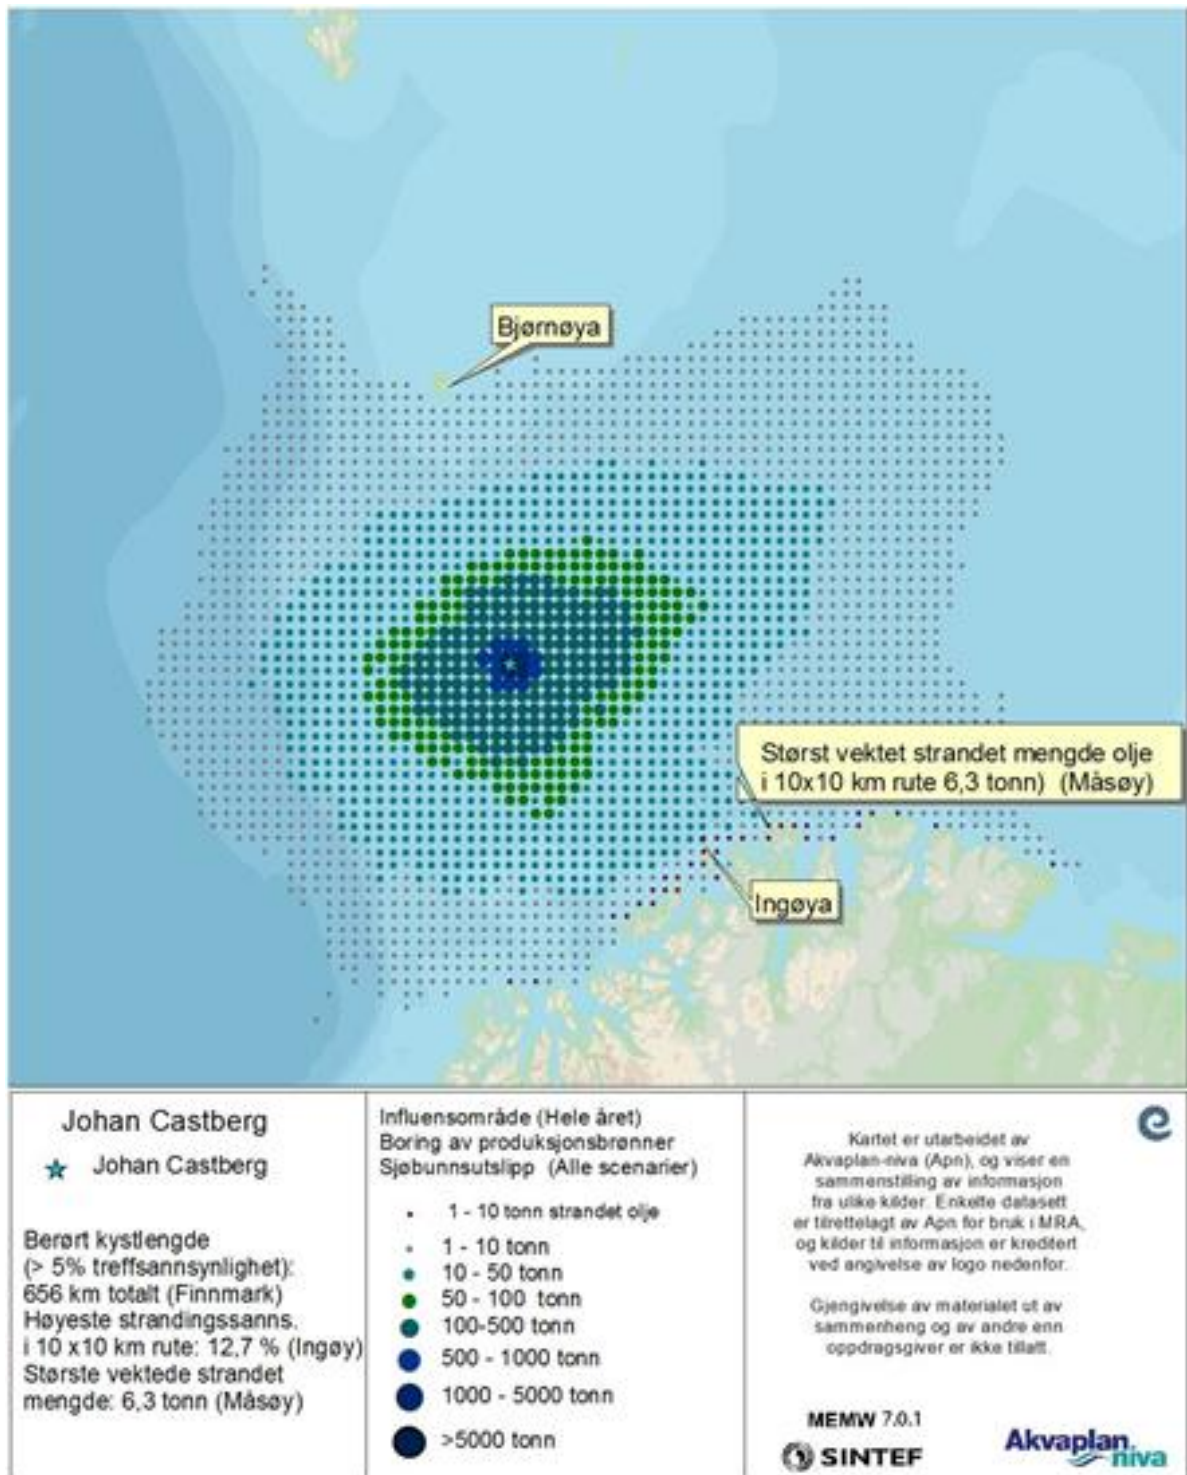 Bjørnøya
Størst vektet strandet mengde olje
i 10x10 km rute 6,3 tonn) (Måsøy)
Ingøya
Johan Castberg
Johan Castberg
Berørt kystlengde
(> 5% treffsannsynlighet):
656 km totalt (Finnmark)
Høyeste strandingssanns.
i 10 x10 km rute: 12,7 % (Ingøy)
Største vektede strandet
mengde: 6,3 tonn (Måsøy)
Influensområde (Hele året)
Boring av produksjonsbrønner
Sjøbunnsutslipp (Alle scenarier)
1 - 10 tonn strandet olje
1 - 10 tonn
10 - 50 tonn
50 - 100 tonn
100-500 tonn
500 - 1000 tonn
1000 - 5000 tonn
>5000 tonn
Kartet er utarbeidet av
Akvaplan-niva (Apn), og viser en
sammenstilling av informasjon
fra ulike kilder. Enkelte datasett
er tilrettelagt av Apn for bruk i MRA,
og kilder til informasjon er kreditert
ved angivelse av logo nedenfor.
Gjengivelse av materialet ut av
sammenheng og av andre enn
oppdragsgiver er ikke tillatt.
MEMW 7.0.1
SINTEF
Akvaplan
niva